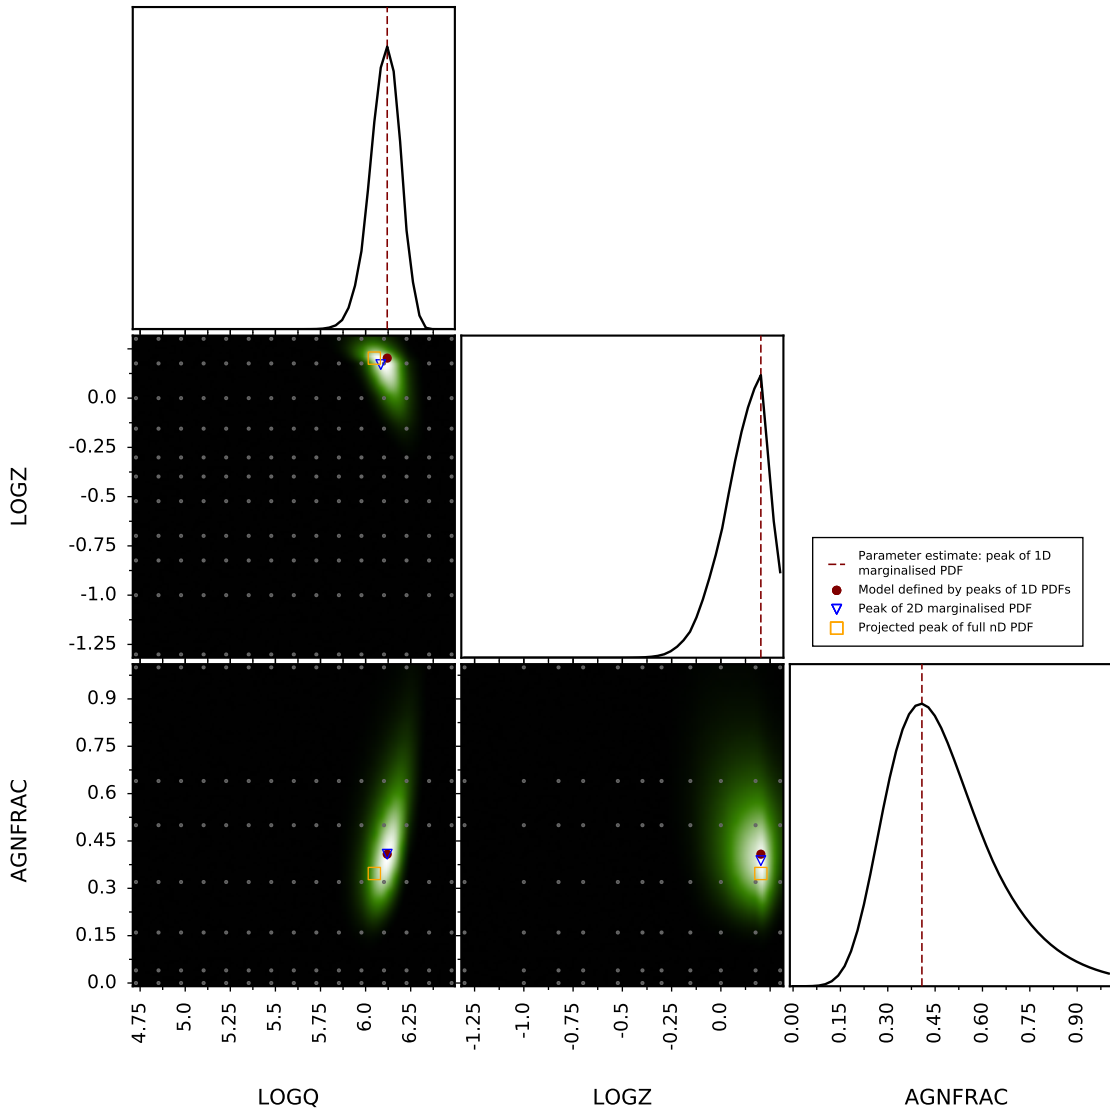 LOGZ
0.0
-0.25
-0.5
-0.75
-1.0
-1.25
Parameter estimate: peak of 1D
marginalised PDF
Model defined by peaks of 1D PDFs
Peak of 2D marginalised PDF
Projected peak of full nD PDF
AGNFRAC
0.9
0.75
0.6
0.45
0.3
0.15
0.0
4.75 5.0 5.25 5.5 5.75 6.0 6.25
-1.25 -1.0 -0.75 -0.5 -0.25 0.0
0.00 0.15 0.30 0.45 0.60 0.75 0.90
LOGQ LOGZ AGNFRAC